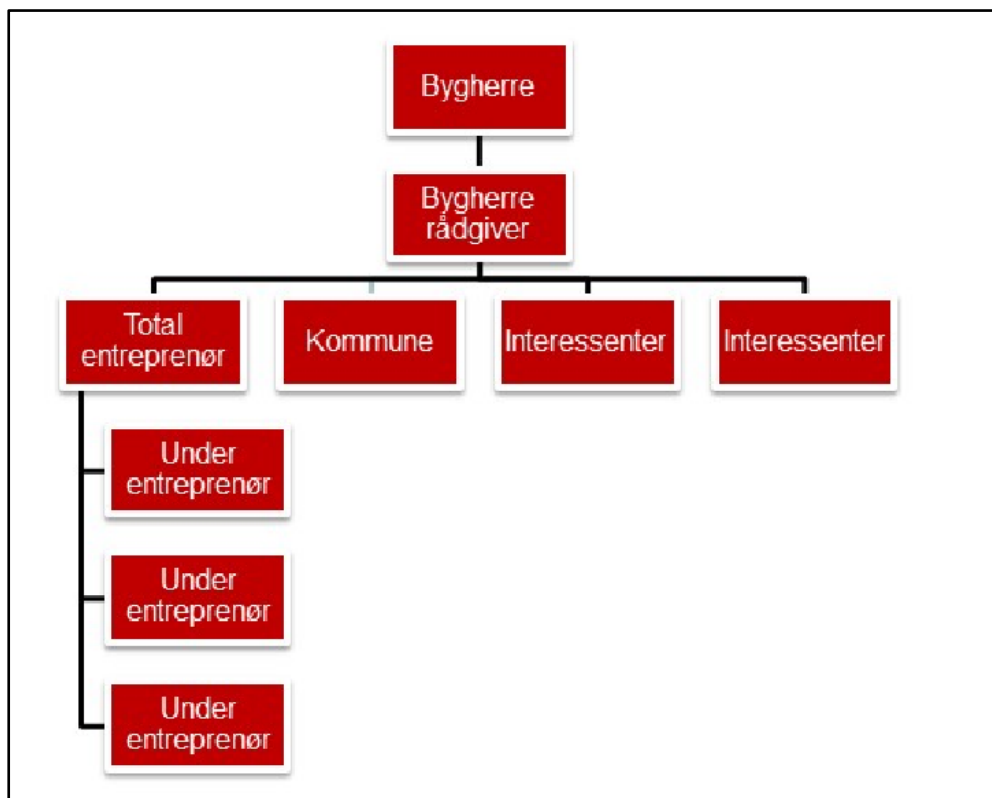 Bygherre
Bygherre
rådgiver
Total
entreprenør
Kommune
Interessenter
Interessenter
Under
entreprenør
Under
entreprenør
Under
entreprenør